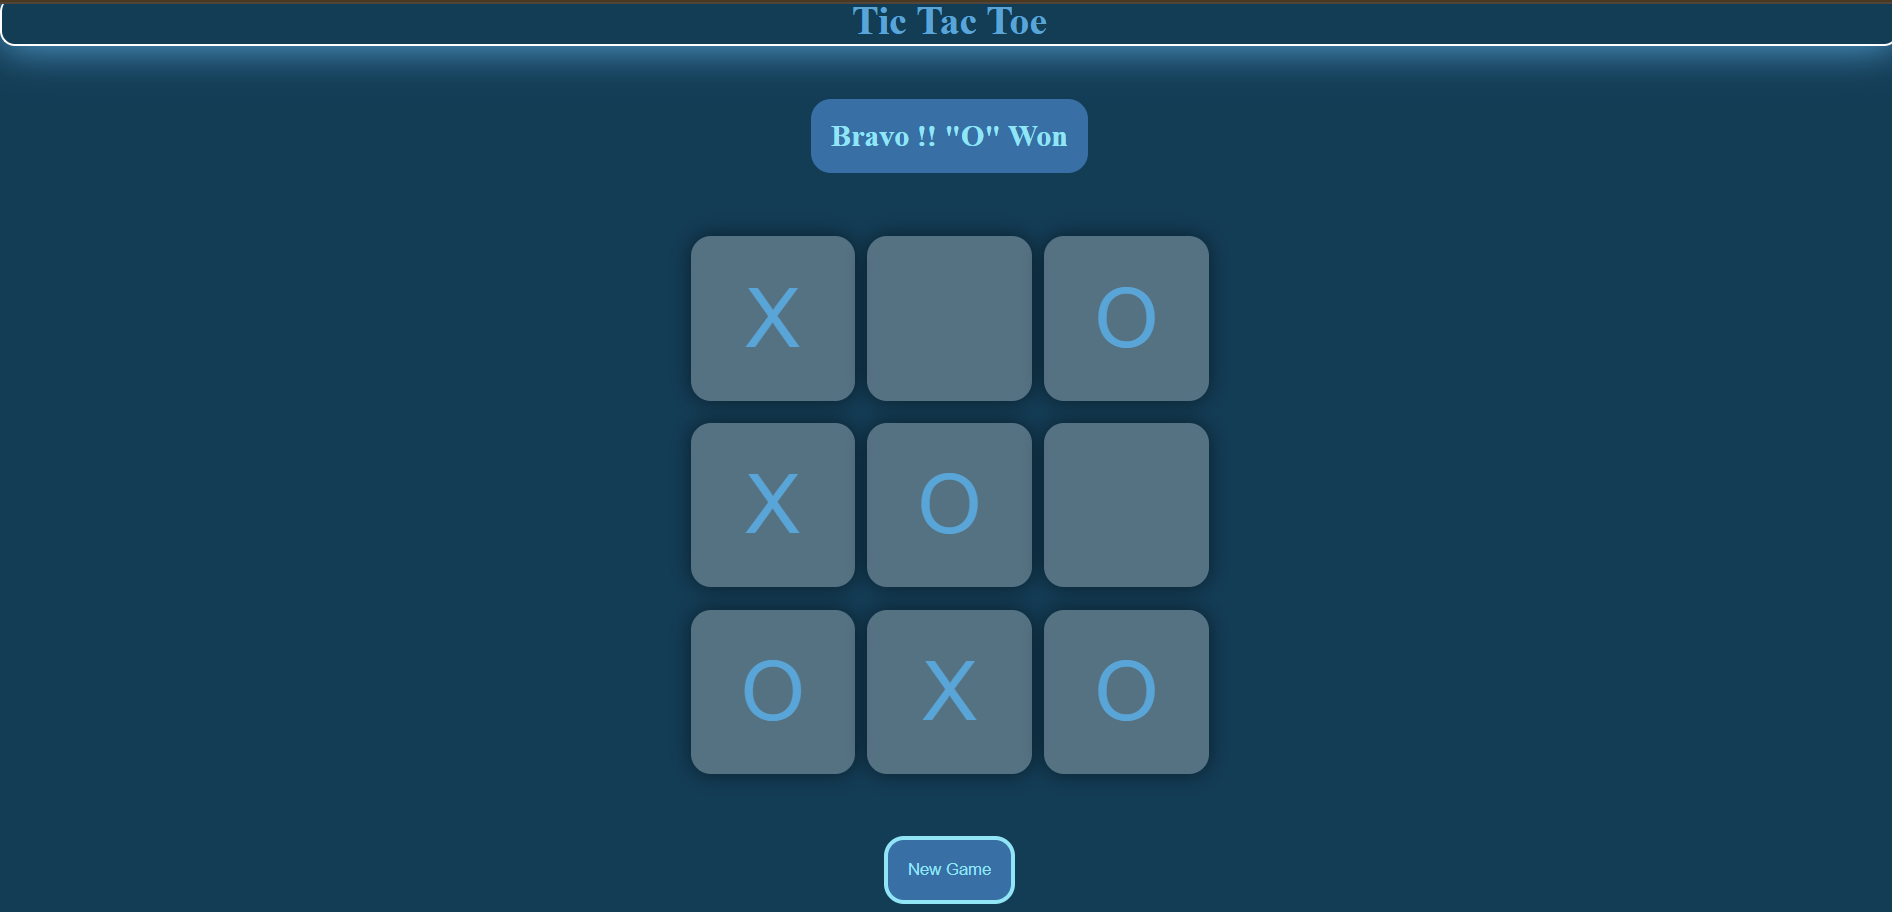 Tic Tac Toe
Bravo !! "O" Won
X O
X O
O X O
New Game